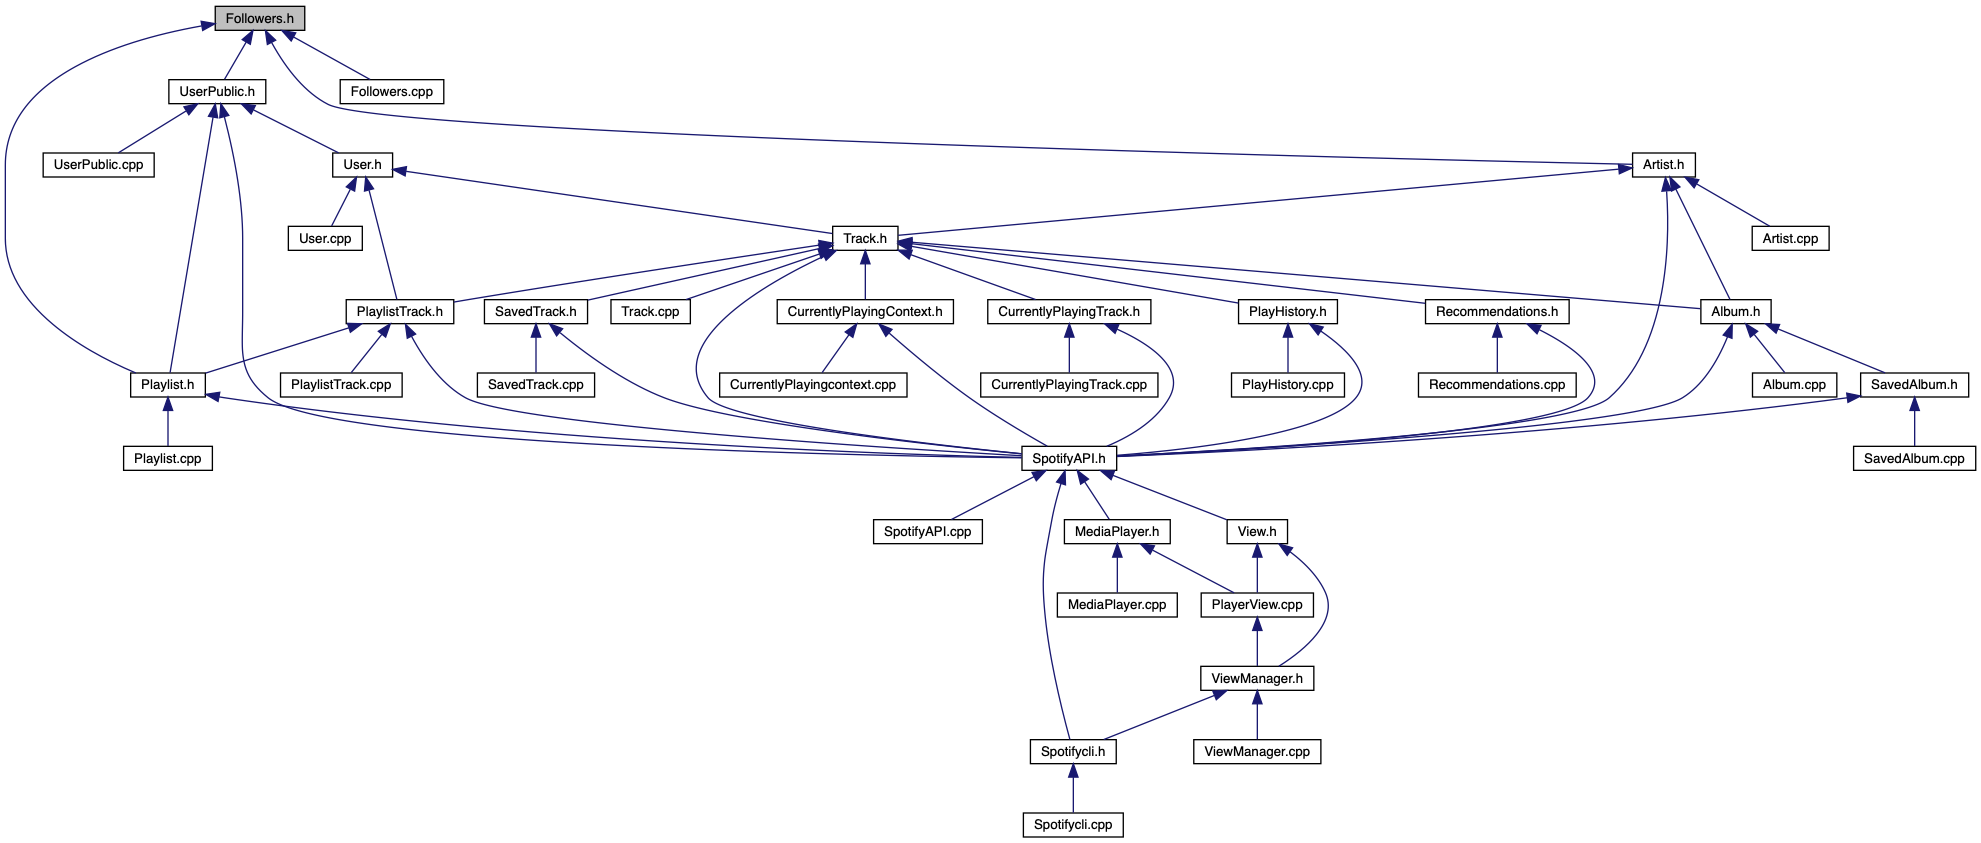 Followers.h
UserPublic.h
Followers.cpp
UserPublic.cpp
User.h
Artist.h
User.cpp
Track.h
Artist.cpp
PlaylistTrack.h
SavedTrack.h
Track.cpp
CurrentlyPlayingContext.h
CurrentlyPlayingTrack.h
PlayHistory.h
Recommendations.h
Album.h
Playlist.h
PlaylistTrack.cpp
SavedTrack.cpp
CurrentlyPlayingcontext.cpp
CurrentlyPlayingTrack.cpp
PlayHistory.cpp
Recommendations.cpp
Album.cpp
SavedAlbum.h
Playlist.cpp
SpotifyAPI.h
SavedAlbum.cpp
SpotifyAPI.cpp
MediaPlayer.h
View.h
MediaPlayer.cpp
PlayerView.cpp
ViewManager.h
Spotifycli.h
ViewManager.cpp
Spotifycli.cpp